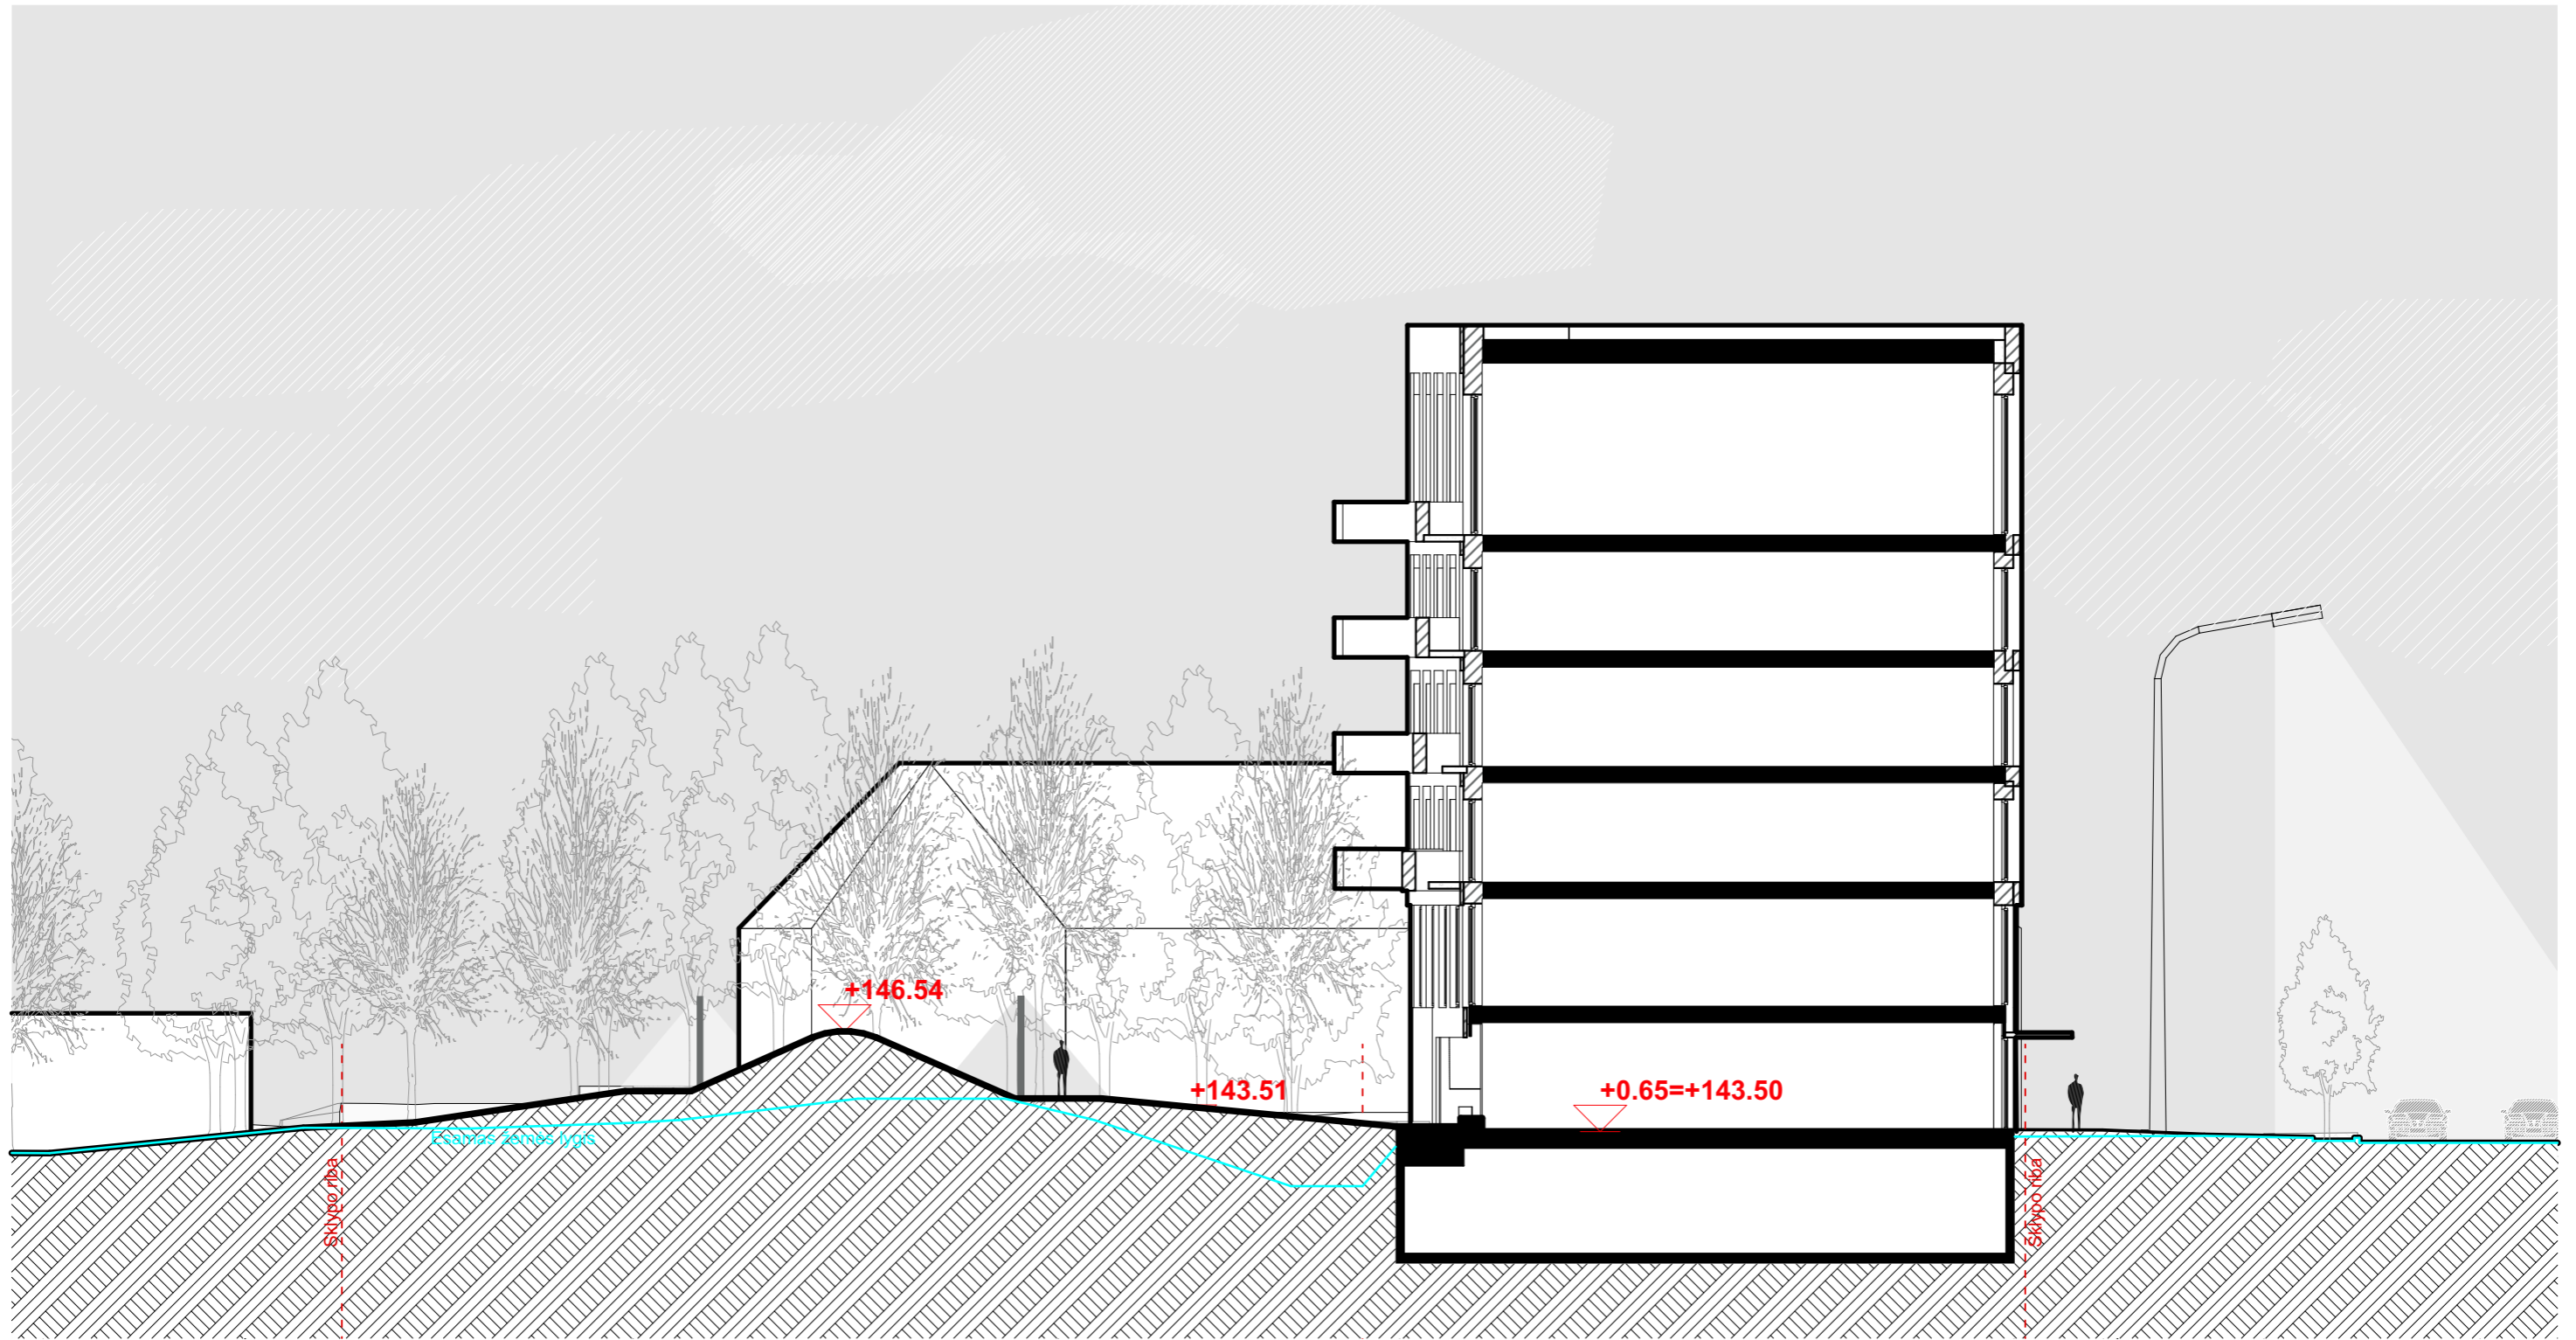 +146.54
+143.51
+0.65=+143.50
Esamas žemės lygis
Sklypo riba
Sklypo riba